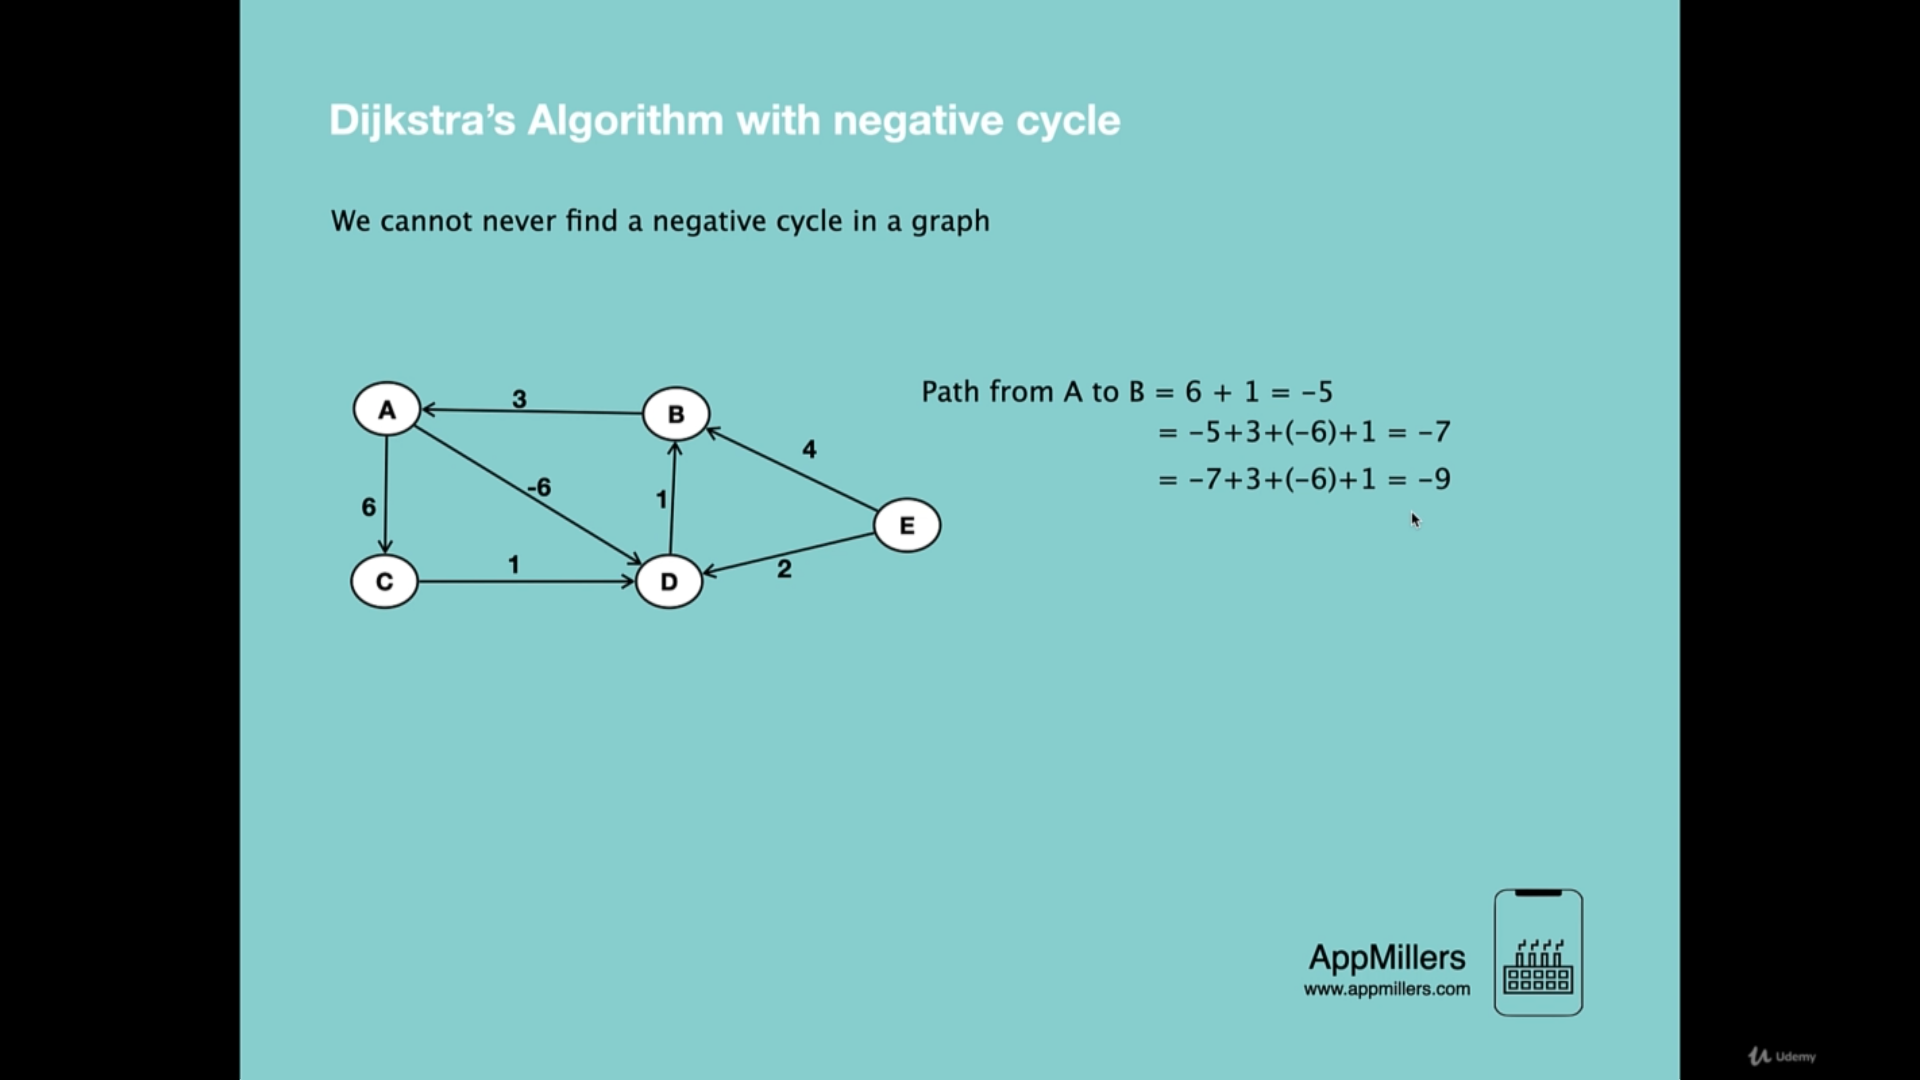 Dijkstra’s Algorithm with negative cycle
We cannot never find a negative cycle in a graph
A
3
B
6
-6
1
4
E
C
1
D
2
Path from A to B = 6 + 1 = -5
= -5+3+(-6)+1 = -7
= -7+3+(-6)+1 = -9
AppMillers
www.appmillers.com
Udemy